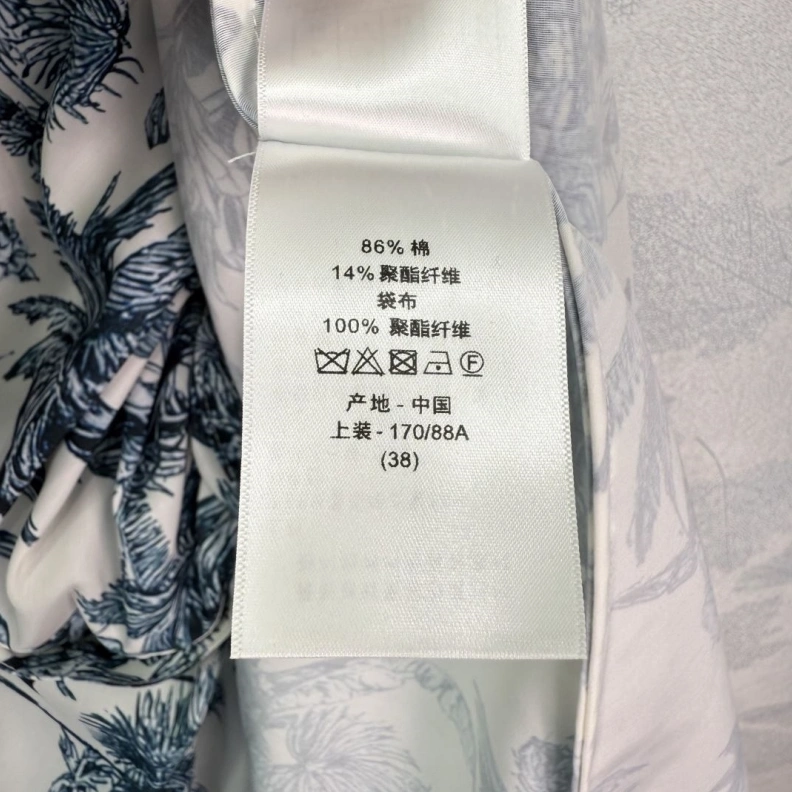 86% 棉
14% 聚酯纤维
袋布
100% 聚酯纤维
F
产地 - 中国
上装 - 170/88A
(38)